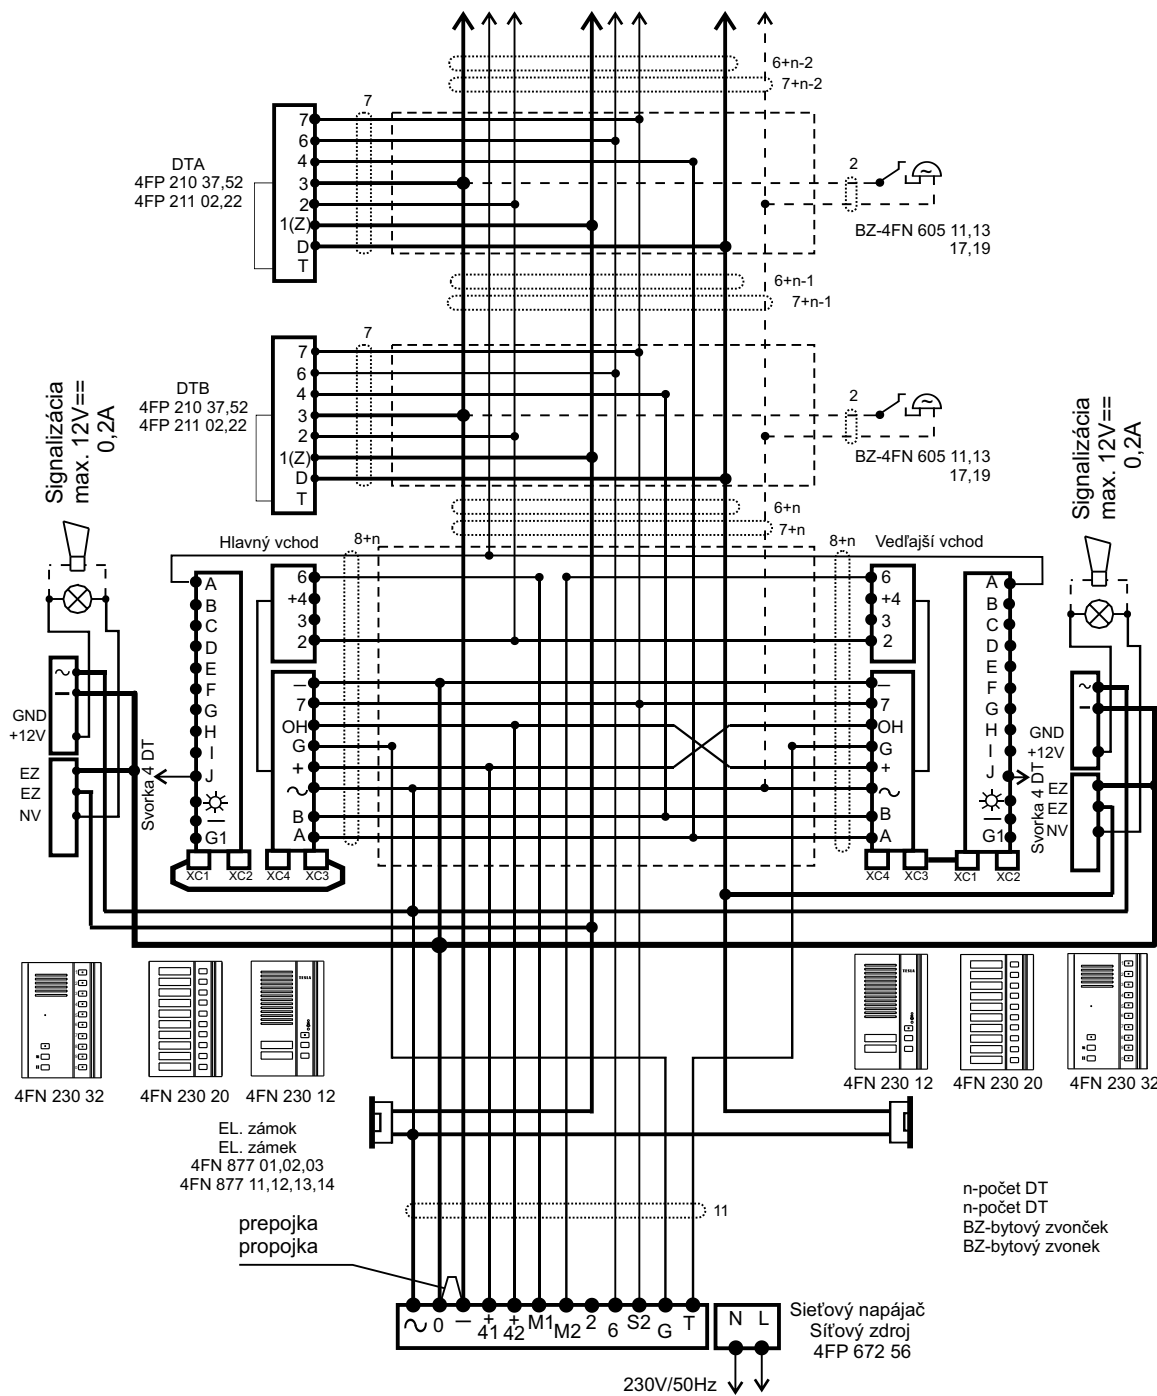 6+n-2
7+n-2
7
7
6
4
3
2
1(Z)
D
T
DTA
4FP 210 37,52
4FP 211 02,22
2
BZ-4FN 605 11,13
17,19
6+n-1
7+n-1
7
7
6
4
3
2
1(Z)
D
T
DTB
4FP 210 37,52
4FP 211 02,22
2
BZ-4FN 605 11,13
17,19
6+n
7+n
Signalizácia
max. 12V==
0,2A
Signalizácia
max. 12V==
0,2A
Hlavný vchod
8+n
8+n
Vedľajší vchod
~
–
GND
+12V
EZ
EZ
NV
Svorka 4 DT
A
B
C
D
E
F
G
H
I
J
–
G1
XC1
XC2
6
+4
3
2
–
7
OH
G
+
~
B
A
XC4
XC3
6
+4
3
2
–
7
OH
G
+
~
B
A
XC4
XC3
A
B
C
D
E
F
G
H
I
J
–
G1
XC1
XC2
Svorka 4 DT
~
-
GND
+12V
EZ
EZ
NV
4FN 230 32
4FN 230 20
4FN 230 12
4FN 230 12
4FN 230 20
4FN 230 32
EL. zámok
EL. zámek
4FN 877 01,02,03
4FN 877 11,12,13,14
n-počet DT
n-počet DT
BZ-bytový zvonček
BZ-bytový zvonek
11
prepojka
propojka
~ 0 – +41 +42 M1 M2 2 6 S2 G T
N L
Sieťový napájač
Síťový zdroj
4FP 672 56
230V/50Hz